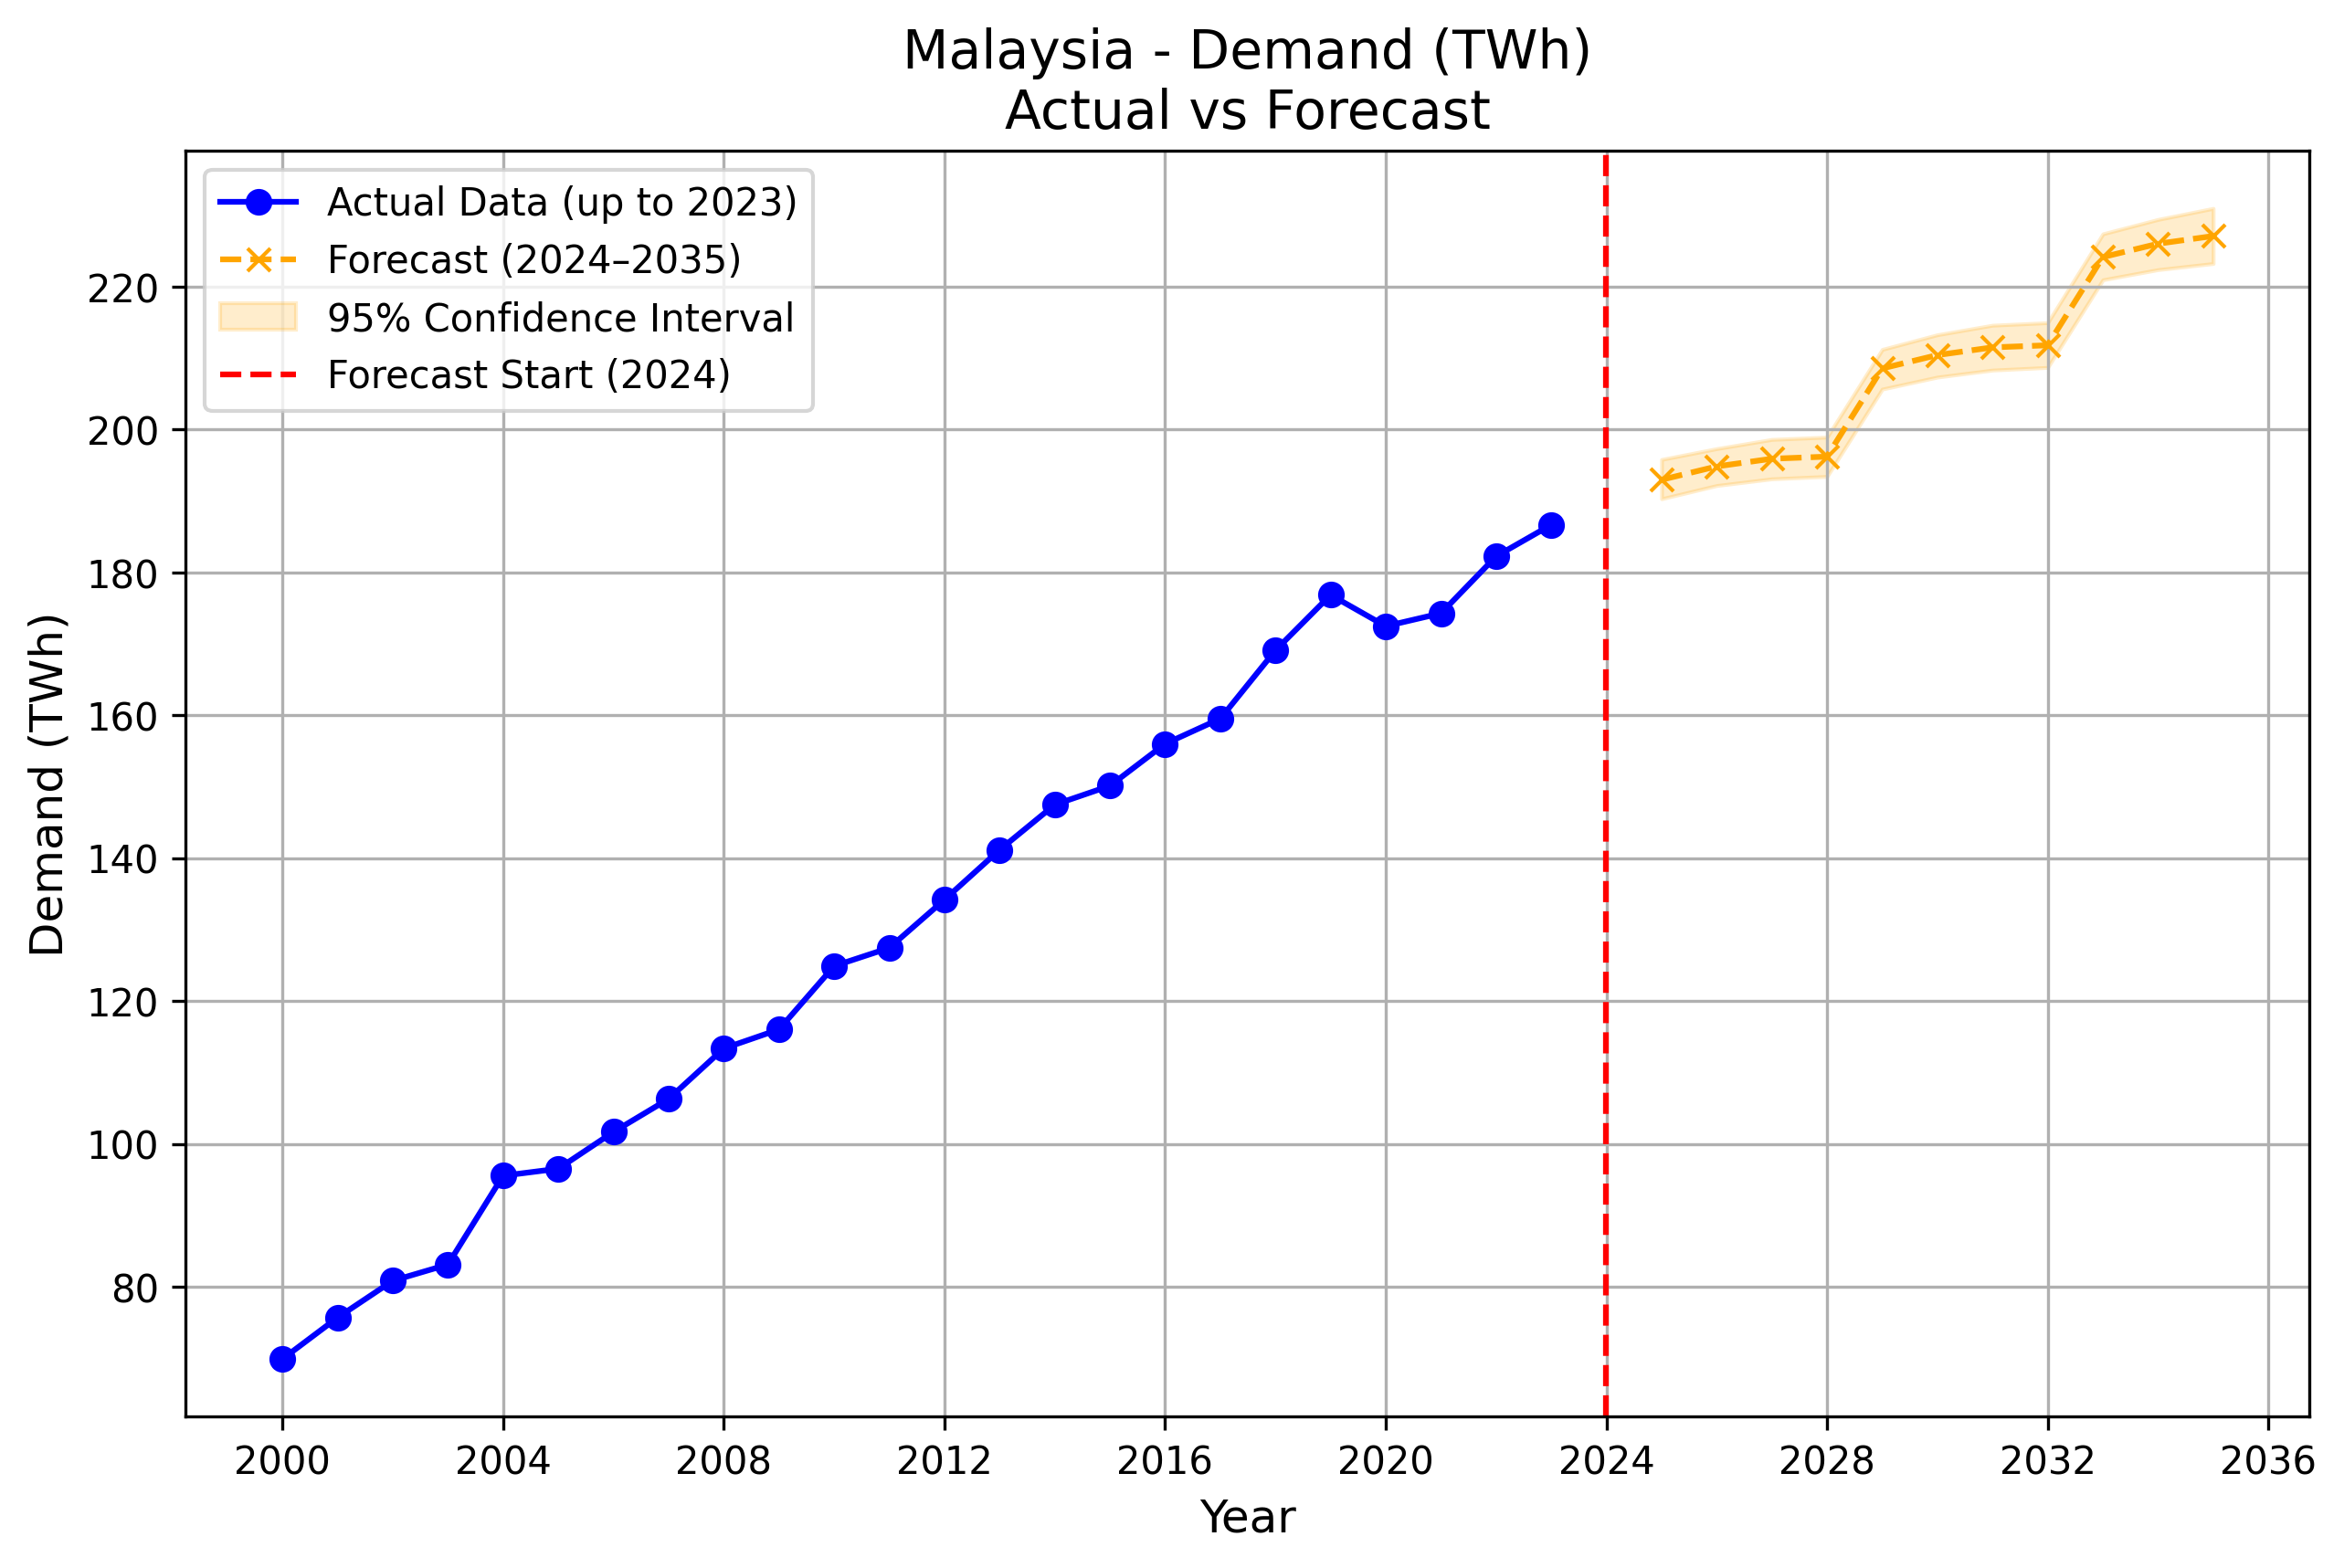 Malaysia - Demand (TWh)
Actual vs Forecast
Actual Data (up to 2023)
Forecast (2024–2035)
95% Confidence Interval
Forecast Start (2024)
Demand (TWh)
220
200
180
160
140
120
100
80
2000 2004 2008 2012 2016 2020 2024 2028 2032 2036
Year